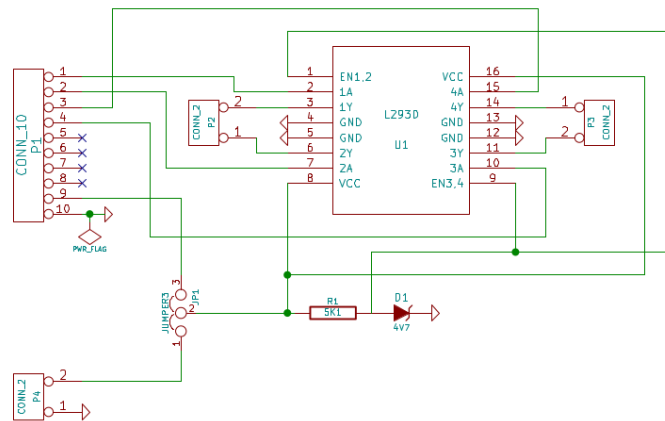 CONN_10
P1
1
2
3
4
5
6
7
8
9
10
PWR_FLAG
CONN_2
P2
2
1
L293D
U1
1 EN1,2
2 1A
3 1Y
4 GND
5 GND
6 2Y
7 2A
8 VCC
VCC 16
4A 15
4Y 14
GND 13
GND 12
3Y 11
3A 10
EN3,4 9
1
2
P3
CONN_2
JUMPER3
JP1
3
2
1
R1
5K1
D1
4V7
CONN_2
P4
2
1